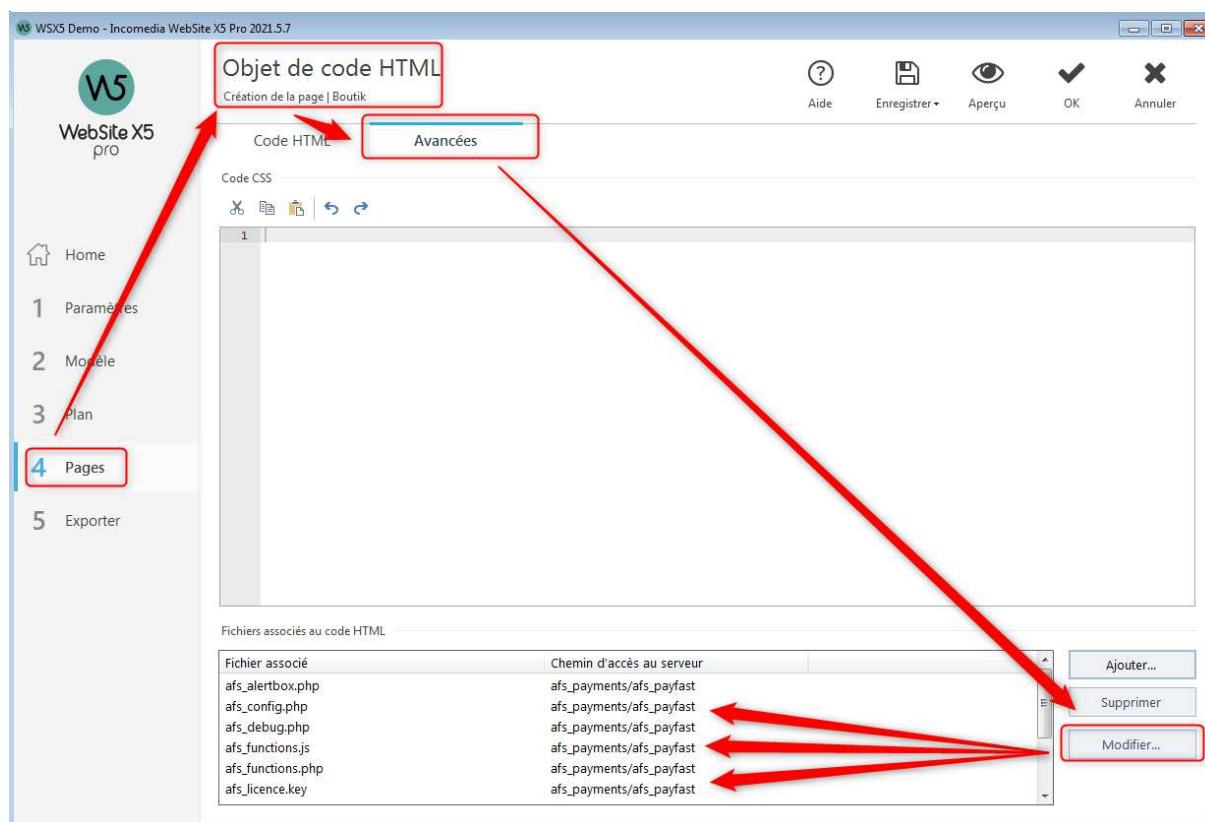 WSX5 Demo - Incomedia WebSite X5 Pro 2021.5.7
W5
WebSite X5
pro
Objet de code HTML
Création de la page | Boutik
Aide
Enregistrer
Aperçu
OK
Annuler
Code HTML
Avancées
Code CSS
1
Home
1 Paramètres
2 Modèle
3 Plan
4 Pages
5 Exporter
Fichiers associés au code HTML
Fichier associé Chemin d'accès au serveur
afs_alertbox.php afs_payments/afs_payfast
afs_config.php afs_payments/afs_payfast
afs_debug.php afs_payments/afs_payfast
afs_functions.js afs_payments/afs_payfast
afs_functions.php afs_payments/afs_payfast
afs_licence.key afs_payments/afs_payfast
Ajouter...
Supprimer
Modifier...